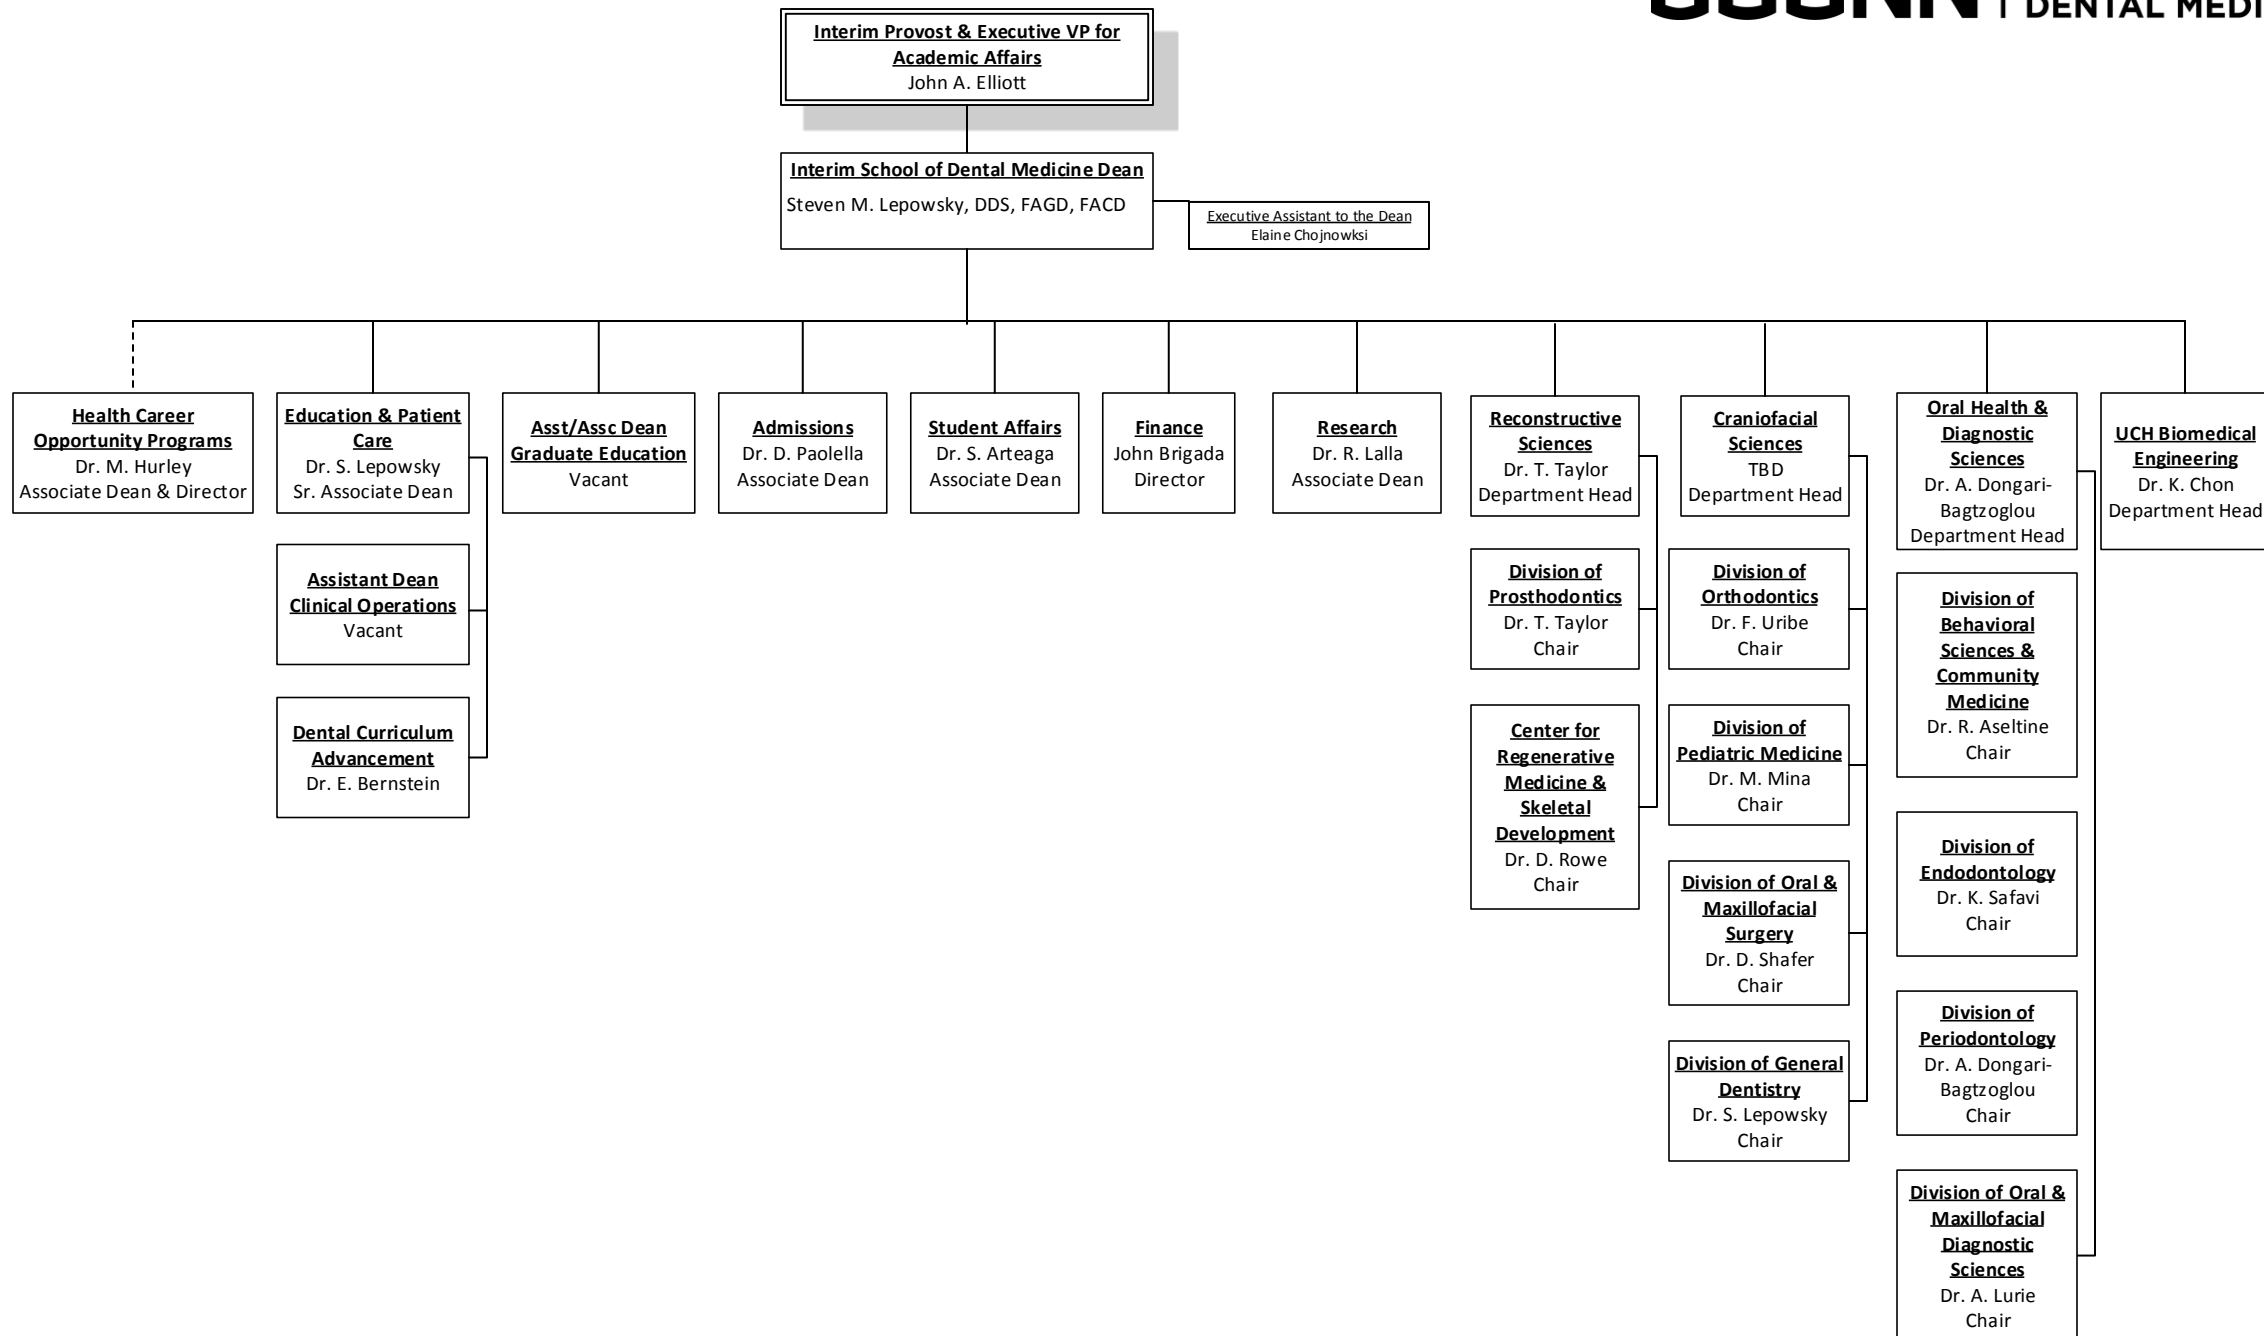 DENTAL MEDI
Interim Provost & Executive VP for
Academic Affairs
John A. Elliott
Interim School of Dental Medicine Dean
Steven M. Lepowsky, DDS, FAGD, FACD
Executive Assistant to the Dean
Elaine Chojnowksi
Health Career
Opportunity Programs
Dr. M. Hurley
Associate Dean & Director
Education & Patient
Care
Dr. S. Lepowsky
Sr. Associate Dean
Assistant Dean
Clinical Operations
Vacant
Dental Curriculum
Advancement
Dr. E. Bernstein
Asst/Assc Dean
Graduate Education
Vacant
Admissions
Dr. D. Paolella
Associate Dean
Student Affairs
Dr. S. Arteaga
Associate Dean
Finance
John Brigada
Director
Research
Dr. R. Lalla
Associate Dean
Reconstructive
Sciences
Dr. T. Taylor
Department Head
Division of
Prosthodontics
Dr. T. Taylor
Chair
Center for
Regenerative
Medicine &
Skeletal
Development
Dr. D. Rowe
Chair
Craniofacial
Sciences
TBD
Department Head
Division of
Orthodontics
Dr. F. Uribe
Chair
Division of
Pediatric Medicine
Dr. M. Mina
Chair
Division of Oral &
Maxillofacial
Surgery
Dr. D. Shafer
Chair
Division of General
Dentistry
Dr. S. Lepowsky
Chair
Oral Health &
Diagnostic
Sciences
Dr. A. Dongari-
Bagtzoglou
Department Head
Division of
Behavioral
Sciences &
Community
Medicine
Dr. R. Aseltine
Chair
Division of
Endodontology
Dr. K. Safavi
Chair
Division of
Periodontology
Dr. A. Dongari-
Bagtzoglou
Chair
Division of Oral &
Maxillofacial
Diagnostic
Sciences
Dr. A. Lurie
Chair
UCH Biomedical
Engineering
Dr. K. Chon
Department Head